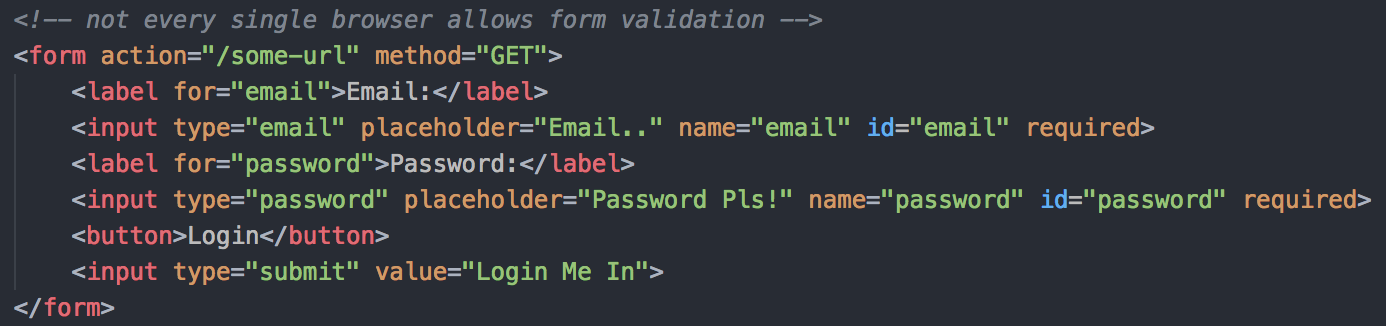 <!-- not every single browser allows form validation -->
<form action="/some-url" method="GET">
    <label for="email">Email:</label>
    <input type="email" placeholder="Email.." name="email" id="email" required>
    <label for="password">Password:</label>
    <input type="password" placeholder="Password Pls!" name="password" id="password" required>
    <button>Login</button>
    <input type="submit" value="Login Me In">
</form>